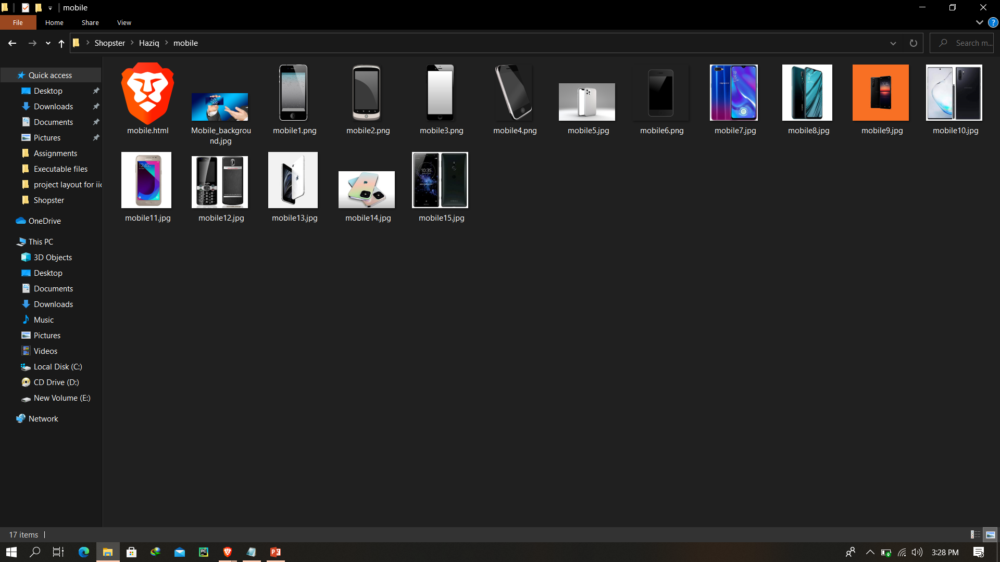 mobile
File Home Share View
Shopster Haziq mobile
Search m...
Quick access
Desktop
Downloads
Documents
Pictures
Assignments
Executable files
project layout for iic
Shopster
OneDrive
This PC
3D Objects
Desktop
Documents
Downloads
Music
Pictures
Videos
Local Disk (C:)
CD Drive (D:)
New Volume (E:)
Network
mobile.html
Mobile_backgrou
nd.jpg
mobile1.png
mobile2.png
mobile3.png
mobile4.png
mobile5.jpg
mobile6.png
mobile7.jpg
mobile8.jpg
mobile9.jpg
mobile10.jpg
mobile11.jpg
mobile12.jpg
mobile13.jpg
mobile14.jpg
mobile15.jpg
17 items
3:28 PM